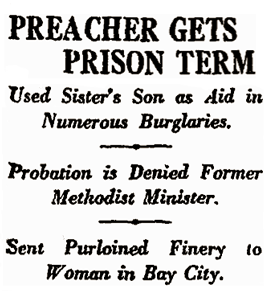 PREACHER GETS
PRISON TERM
Used Sister's Son as Aid in
Numerous Burglaries.
Probation is Denied Former
Methodist Minister.
Sent Purloined Finery to
Woman in Bay City.